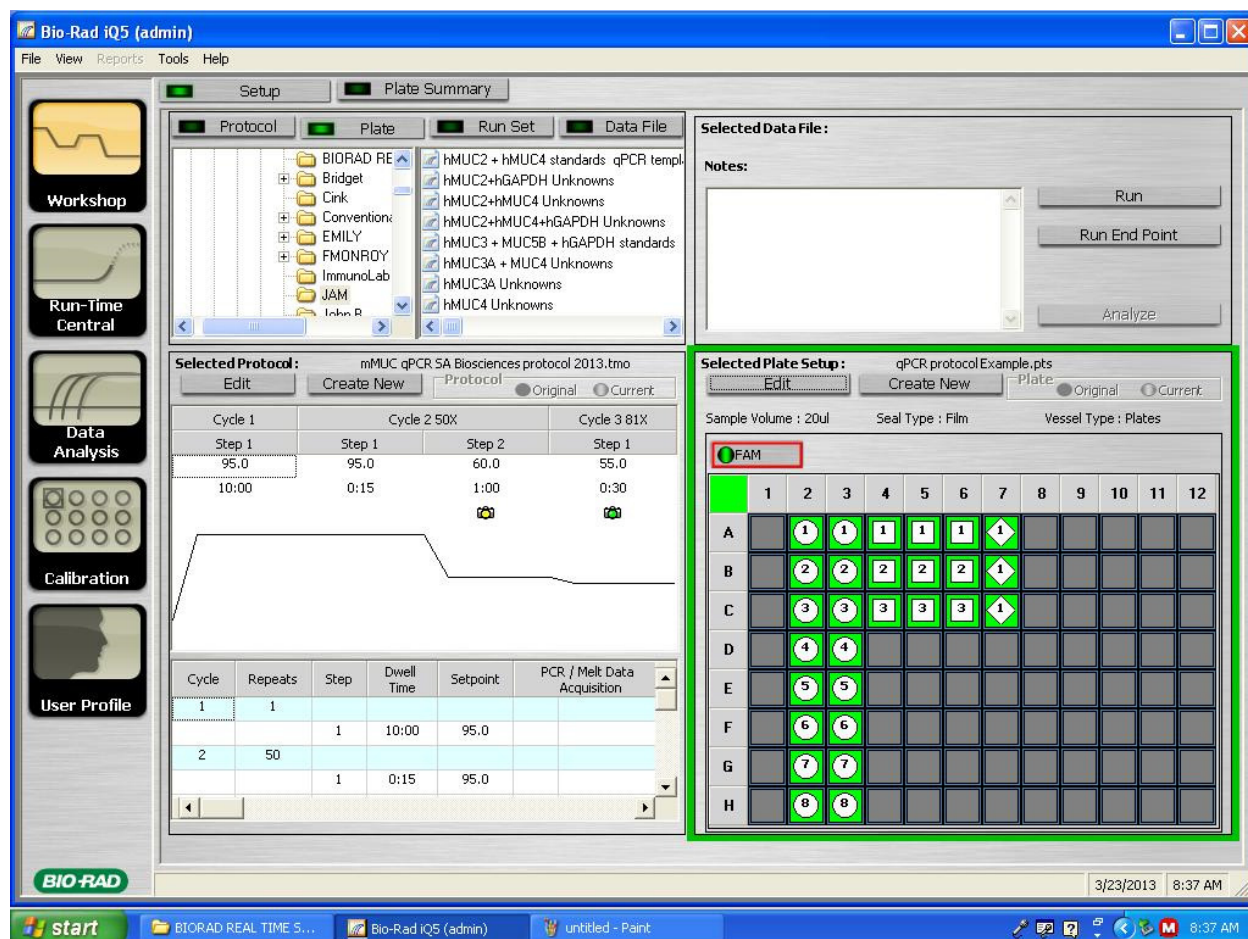 Bio-Rad iQ5 (admin)
File View Reports Tools Help
Setup Plate Summary
Protocol Plate Run Set Data File
BIORAD RE
Bridget
Cink
Conventiona
EMILY
FMONROY
ImmunoLab
JAM
John B
hMUC2 + hMUC4 standards qPCR templ
hMUC2+hGAPDH Unknowns
hMUC2+hMUC4 Unknowns
hMUC2+hMUC4+hGAPDH Unknowns
hMUC3 + MUC5B + hGAPDH standards
hMUC3A + MUC4 Unknowns
hMUC3A Unknowns
hMUC4 Unknowns
Selected Data File:
Notes:
Run
Run End Point
Analyze
Workshop
Run-Time
Central
Data
Analysis
Calibration
User Profile
BIO-RAD
Selected Protocol: mMUC qPCR SA Biosciences protocol 2013.tmo
Edit Create New Protocol Original Current
Cycle 1 Cycle 2 50X Cycle 3 81X
Step 1 Step 1 Step 2 Step 1
95.0 95.0 60.0 55.0
10:00 0:15 1:00 0:30
Cycle Repeats Step Dwell Time Setpoint PCR / Melt Data Acquisition
1 1
1 10:00 95.0
2 50
1 0:15 95.0
Selected Plate Setup: qPCR protocol Example.pts
Edit Create New Plate Original Current
Sample Volume : 20ul Seal Type : Film Vessel Type : Plates
FAM
1 2 3 4 5 6 7 8 9 10 11 12
A 1 1 1 1 1 1
B 2 2 2 2 2 1
C 3 3 3 3 3 1
D 4 4
E 5 5
F 6 6
G 7 7
H 8 8
3/23/2013 8:37 AM
start BIORAD REAL TIME S... Bio-Rad iQ5 (admin) untitled - Paint 8:37 AM